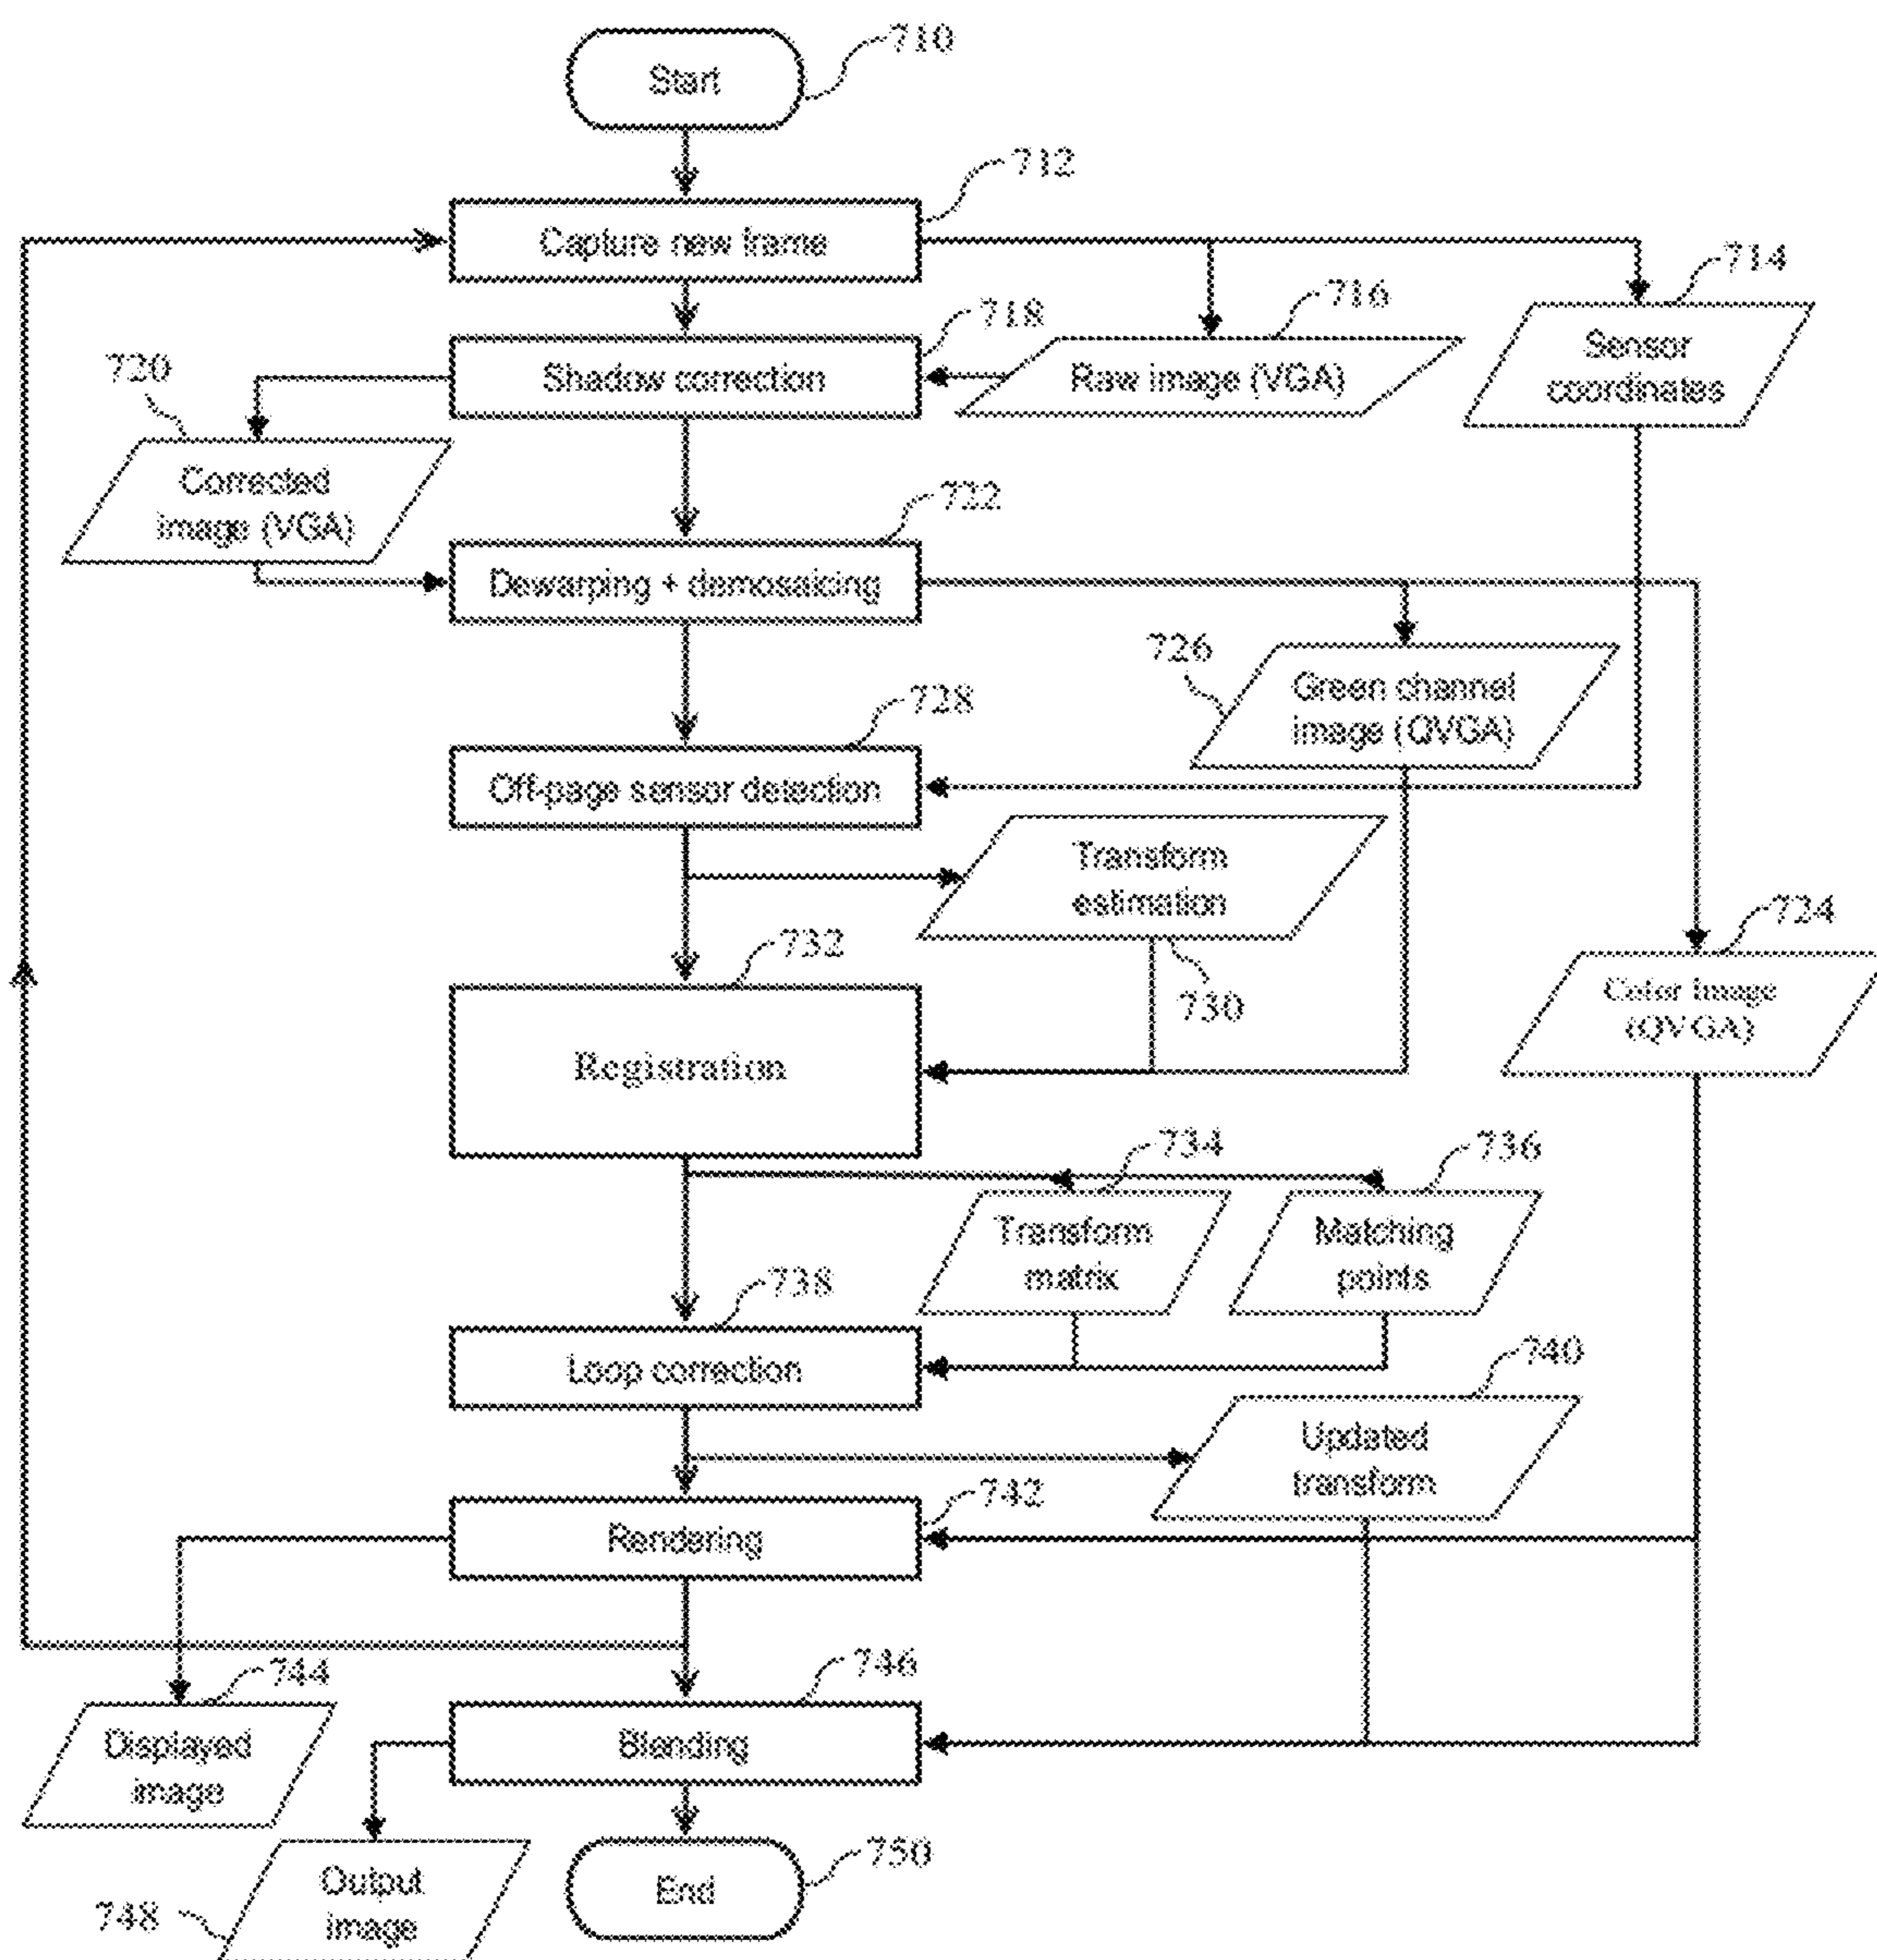 Start
710
712
Capture new frame
714
716
718
Sensor
coordinates
Shadow correction
Raw image (VGA)
720
Corrected
image (VGA)
722
Dewarping + demosaicing
726
Green channel
image (QVGA)
728
Off-page sensor detection
Transform
estimation
724
732
730
Color image
(QVGA)
Registration
734
736
Transform
matrix
Matching
points
738
Loop correction
740
Updated
transform
742
Rendering
744
746
Displayed
image
Blending
750
Output
image
End
748